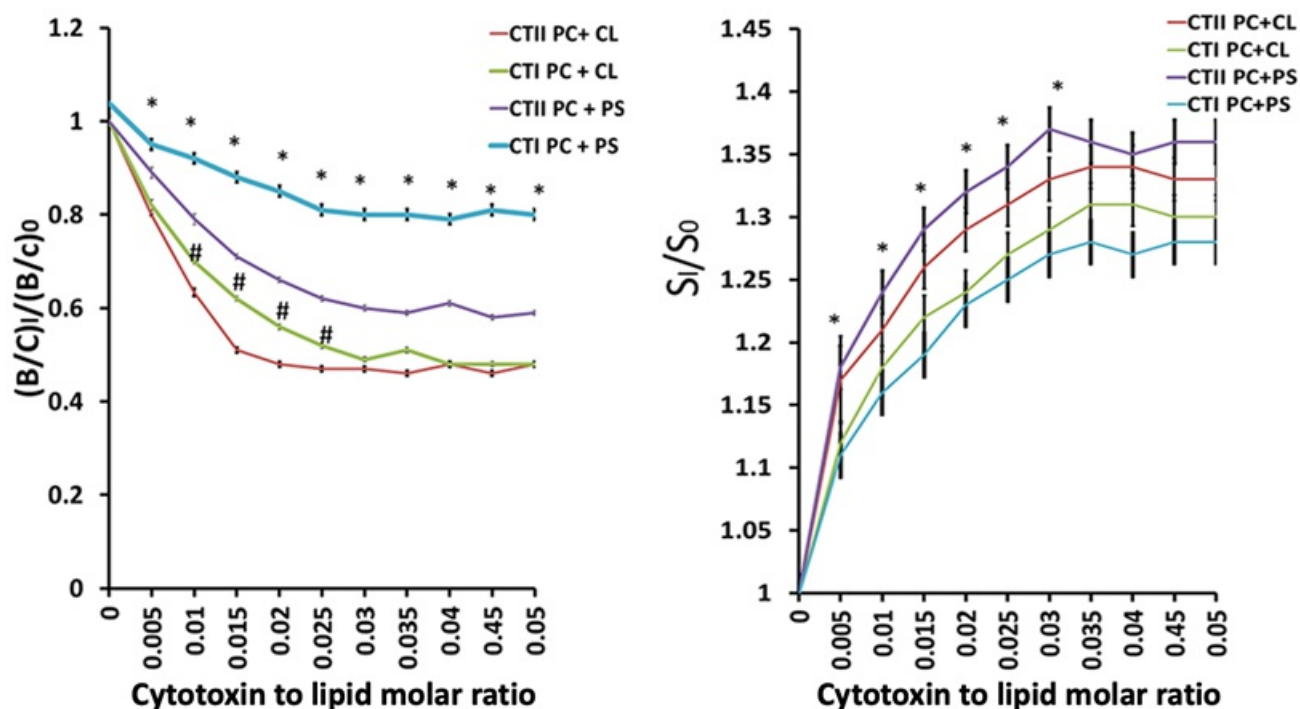 1.2
1
0.8
0.6
0.4
0.2
0
(B/C)I/(B/c)0
CTII PC+ CL
CTI PC + CL
CTII PC + PS
CTI PC + PS
* * * * * * * * * *
# # # #
0 0.005 0.01 0.015 0.02 0.025 0.03 0.035 0.04 0.45 0.05
Cytotoxin to lipid molar ratio
1.45
1.4
1.35
1.3
1.25
1.2
1.15
1.1
1.05
1
SI/S0
CTII PC+CL
CTI PC+CL
CTII PC+PS
CTI PC+PS
* * * * * *
0 0.005 0.01 0.015 0.02 0.025 0.03 0.035 0.04 0.45 0.05
Cytotoxin to lipid molar ratio